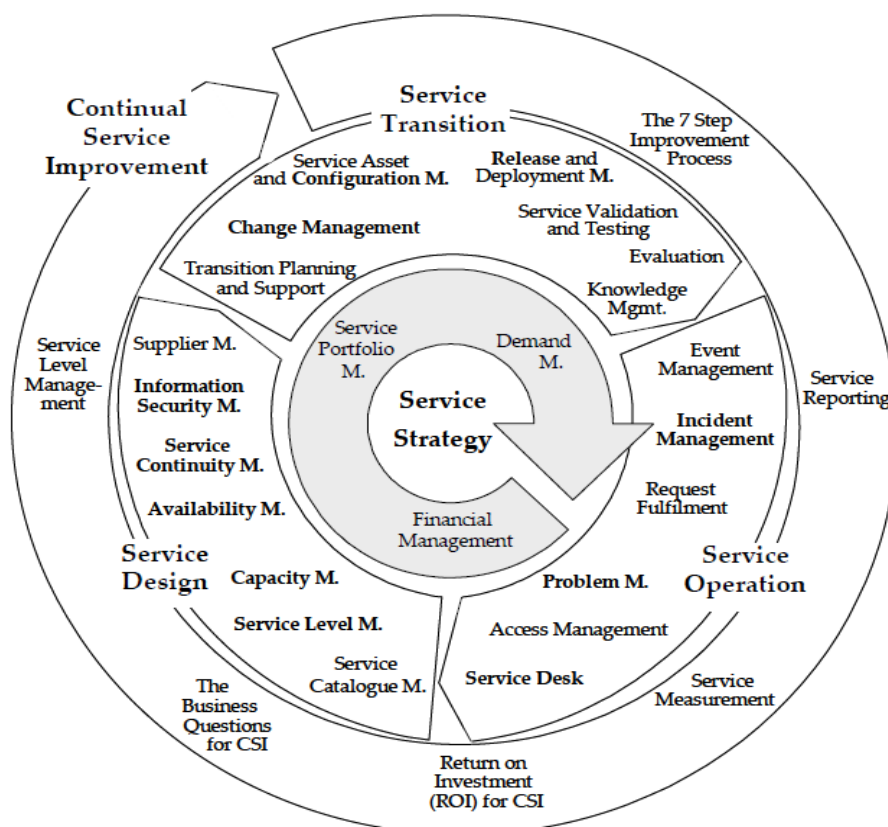 Continual
Service
Improvement
Service
Transition
The 7 Step
Improvement
Process
Service Asset
and Configuration M.
Release and
Deployment M.
Change Management
Service Validation
and Testing
Evaluation
Transition Planning
and Support
Knowledge
Mgmt.
Service
Level
Manage-
ment
Supplier M.
Information
Security M.
Service
Continuity M.
Availability M.
Service
Design
Capacity M.
Service Level M.
Service
Catalogue M.
Service
Portfolio
M.
Demand
M.
Service
Strategy
Financial
Management
Event
Management
Incident
Management
Request
Fulfilment
Service
Operation
Problem M.
Access Management
Service Desk
Service
Reporting
Service
Measurement
Return on
Investment
(ROI) for CSI
The
Business
Questions
for CSI